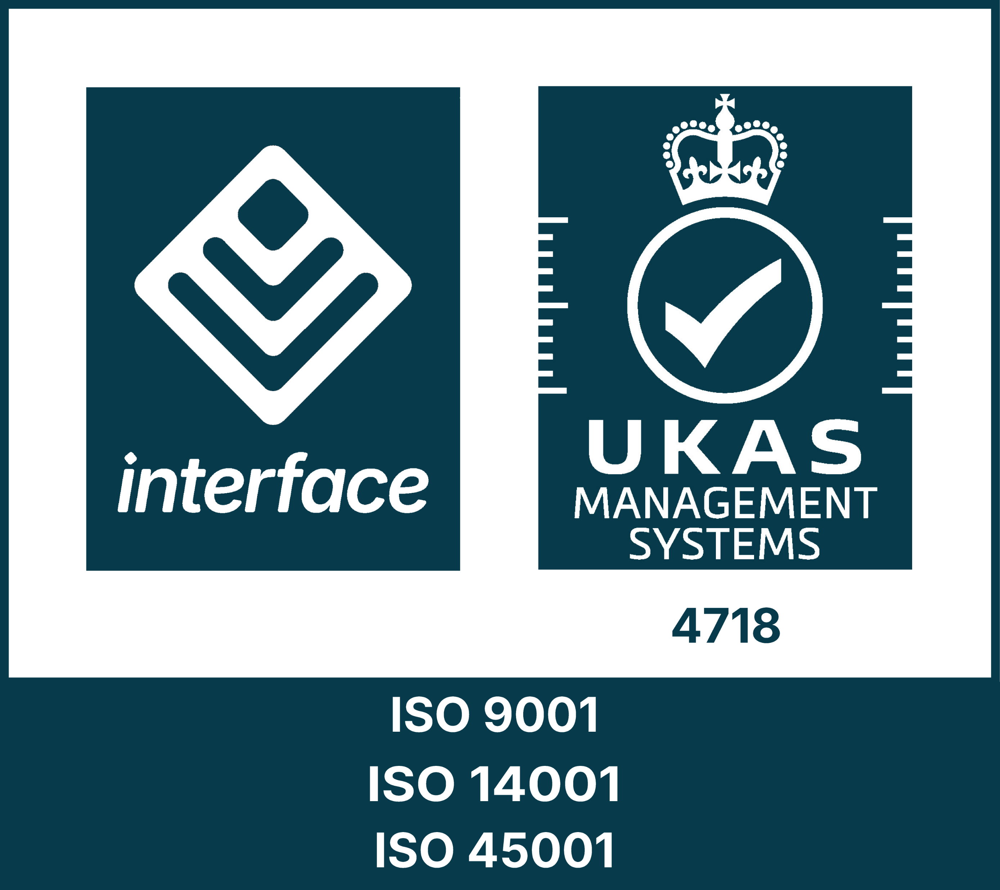 interface
UKAS
MANAGEMENT
SYSTEMS
4718
ISO 9001
ISO 14001
ISO 45001